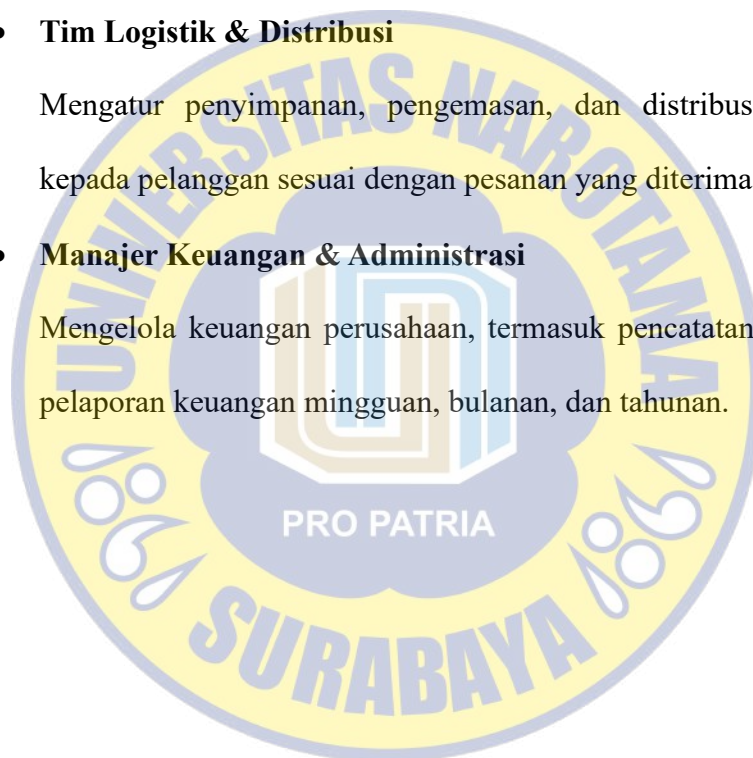 • Tim Logistik & Distribusi
Mengatur penyimpanan, pengemasan, dan distribus
kepada pelanggan sesuai dengan pesanan yang diterima
• Manajer Keuangan & Administrasi
Mengelola keuangan perusahaan, termasuk pencatatan
pelaporan keuangan mingguan, bulanan, dan tahunan.
UNIVERSITAS NAROTAMA
PRO PATRIA
SURABAYA